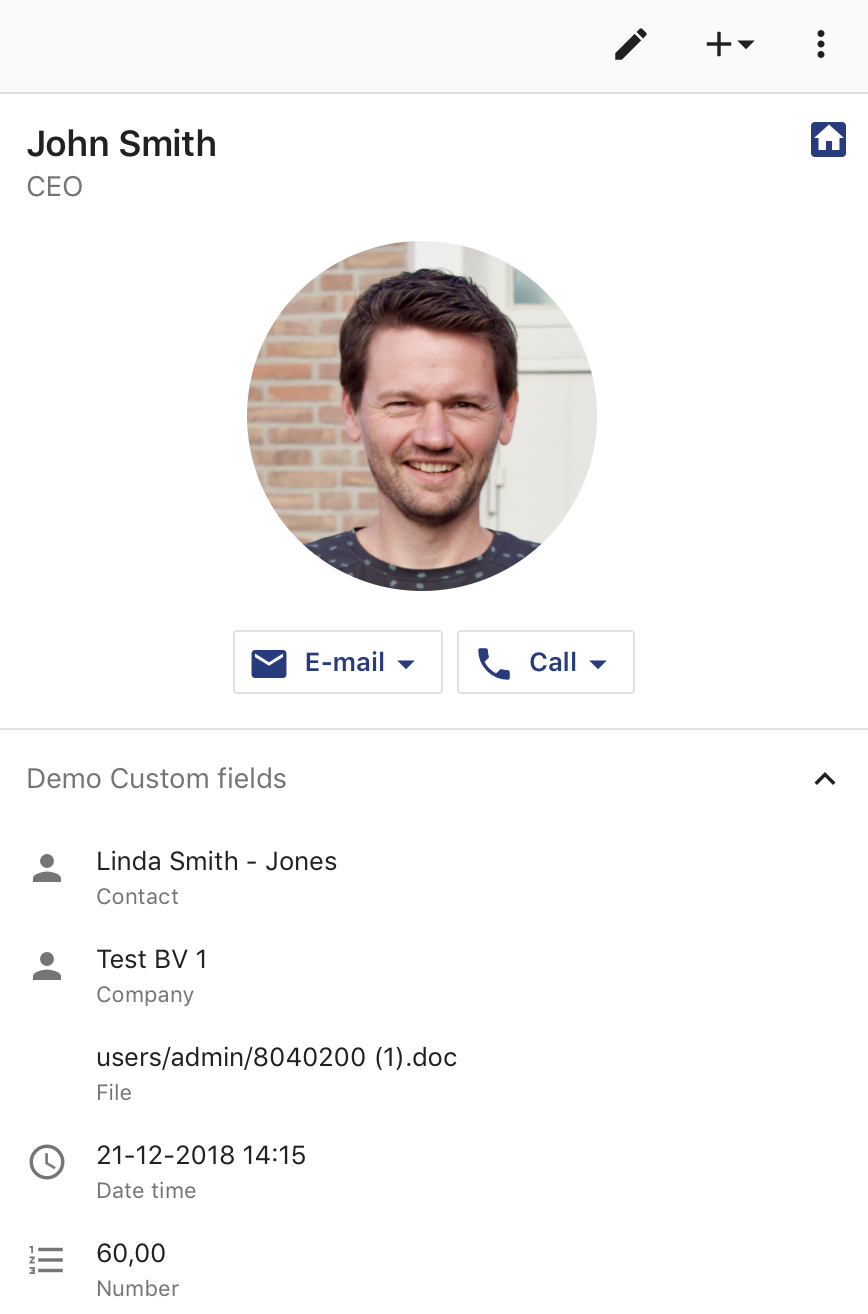 John Smith
CEO
E-mail
Call
Demo Custom fields
Linda Smith - Jones
Contact
Test BV 1
Company
users/admin/8040200 (1).doc
File
21-12-2018 14:15
Date time
60,00
Number